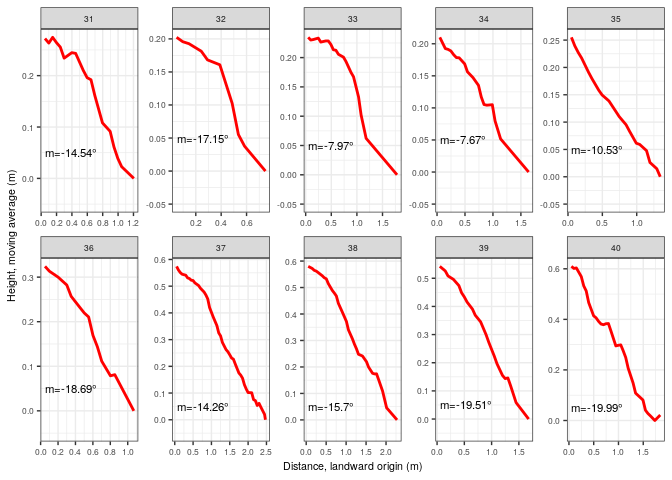 31 32 33 34 35
0.2 0.20 0.20 0.20 0.25
0.15 0.15 0.15 0.20
0.1 0.10 0.10 0.10 0.15
0.05 0.05 0.05 0.10
0.0 0.00 0.00 0.00 0.05
-0.05 -0.05 -0.05 0.00
-0.05
m=-14.54° m=-17.15° m=-7.97° m=-7.67° m=-10.53°
0.0 0.2 0.4 0.6 0.8 1.0 1.2 0.2 0.4 0.6 0.0 0.5 1.0 1.5 0.0 0.5 1.0 1.5 0.0 0.5 1.0
Height, moving average (m)
36 37 38 39 40
0.3 0.6 0.6 0.5 0.6
0.5 0.5 0.4
0.2 0.4 0.4 0.3 0.4
0.3 0.3 0.2
0.1 0.2 0.2 0.1 0.2
0.1 0.1
0.0 0.0 0.0 0.0 0.0
m=-18.69° m=-14.26° m=-15.7° m=-19.51° m=-19.99°
0.0 0.2 0.4 0.6 0.8 1.0 0.0 0.5 1.0 1.5 2.0 2.5 0.0 0.5 1.0 1.5 2.0 0.0 0.5 1.0 1.5 0.0 0.5 1.0 1.5
Distance, landward origin (m)